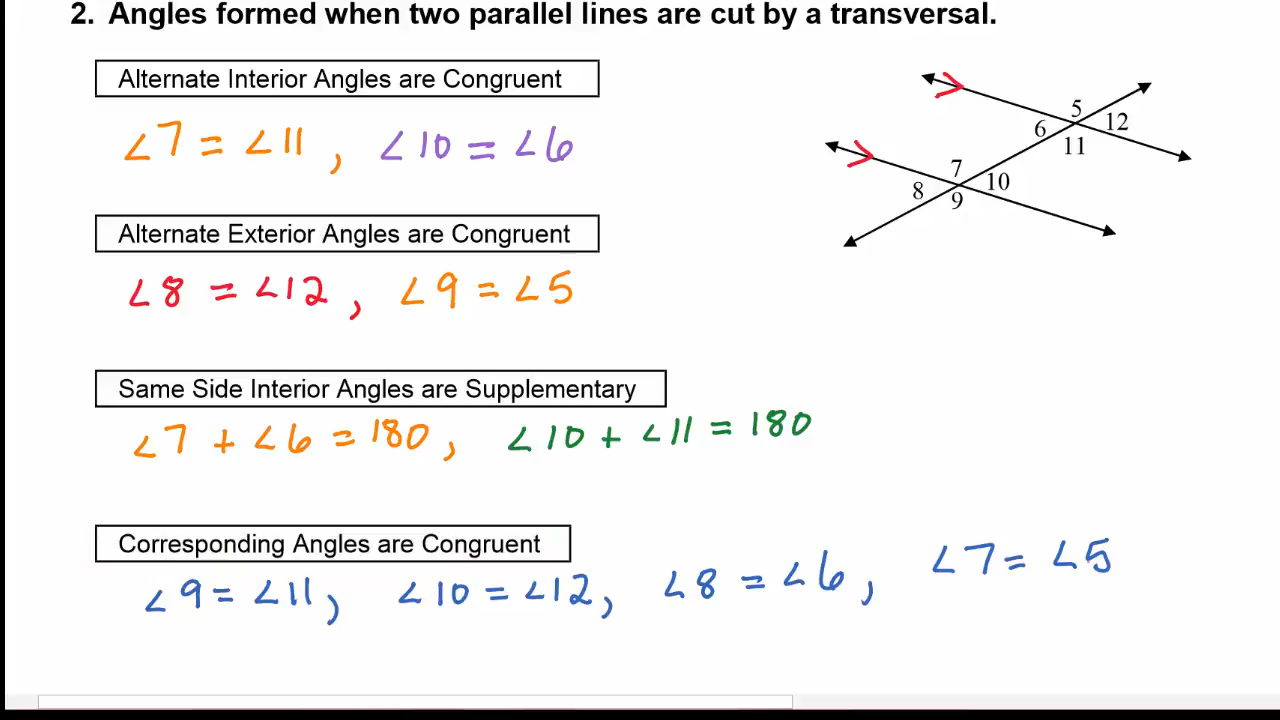 2. Angles formed when two parallel lines are cut by a transversal.
Alternate Interior Angles are Congruent
∠7 = ∠11 , ∠10 = ∠6
Alternate Exterior Angles are Congruent
∠8 = ∠12 , ∠9 = ∠5
Same Side Interior Angles are Supplementary
∠7 + ∠6 = 180 , ∠10 + ∠11 = 180
Corresponding Angles are Congruent
∠9 = ∠11 , ∠10 = ∠12 , ∠8 = ∠6 , ∠7 = ∠5
5
6 12
11
7
8 10
9